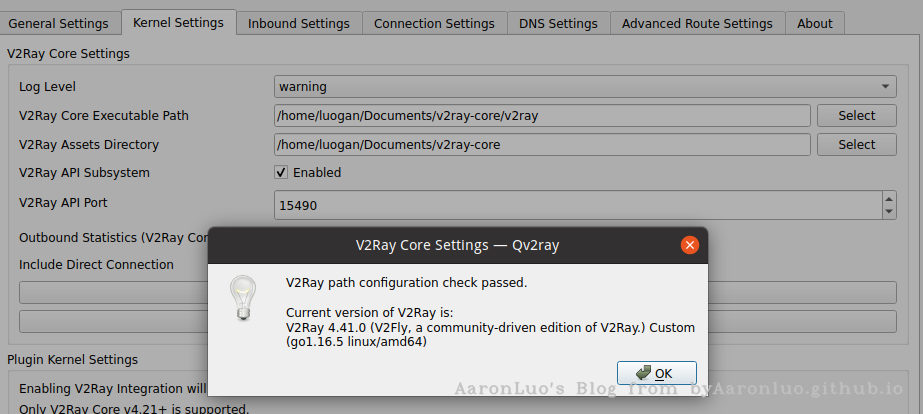 General Settings
Kernel Settings
Inbound Settings
Connection Settings
DNS Settings
Advanced Route Settings
About
V2Ray Core Settings
Log Level
warning
V2Ray Core Executable Path
/home/luogan/Documents/v2ray-core/v2ray
Select
V2Ray Assets Directory
/home/luogan/Documents/v2ray-core
Select
V2Ray API Subsystem
Enabled
V2Ray API Port
15490
Outbound Statistics (V2Ray Cor
Include Direct Connection
V2Ray Core Settings — Qv2ray
V2Ray path configuration check passed.
Current version of V2Ray is:
V2Ray 4.41.0 (V2Fly, a community-driven edition of V2Ray.) Custom
(go1.16.5 linux/amd64)
OK
Plugin Kernel Settings
Enabling V2Ray Integration will
Only V2Ray Core v4.21+ is supported.
AaronLuo's Blog from byAaronluo.github.io